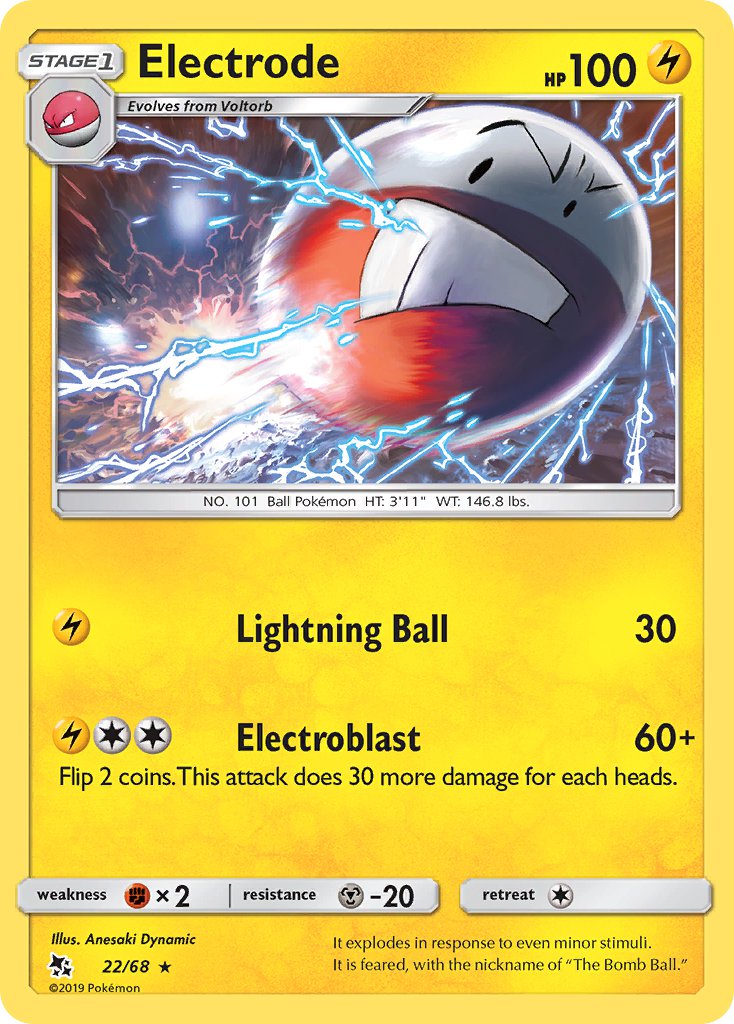 STAGE1
Electrode
HP 100
Evolves from Voltorb
NO. 101 Ball Pokémon HT: 3'11" WT: 146.8 lbs.
Lightning Ball 30
Electroblast 60+
Flip 2 coins.This attack does 30 more damage for each heads.
weakness ×2 resistance -20 retreat
Illus. Anesaki Dynamic
22/68
©2019 Pokémon
It explodes in response to even minor stimuli.
It is feared, with the nickname of “The Bomb Ball.”